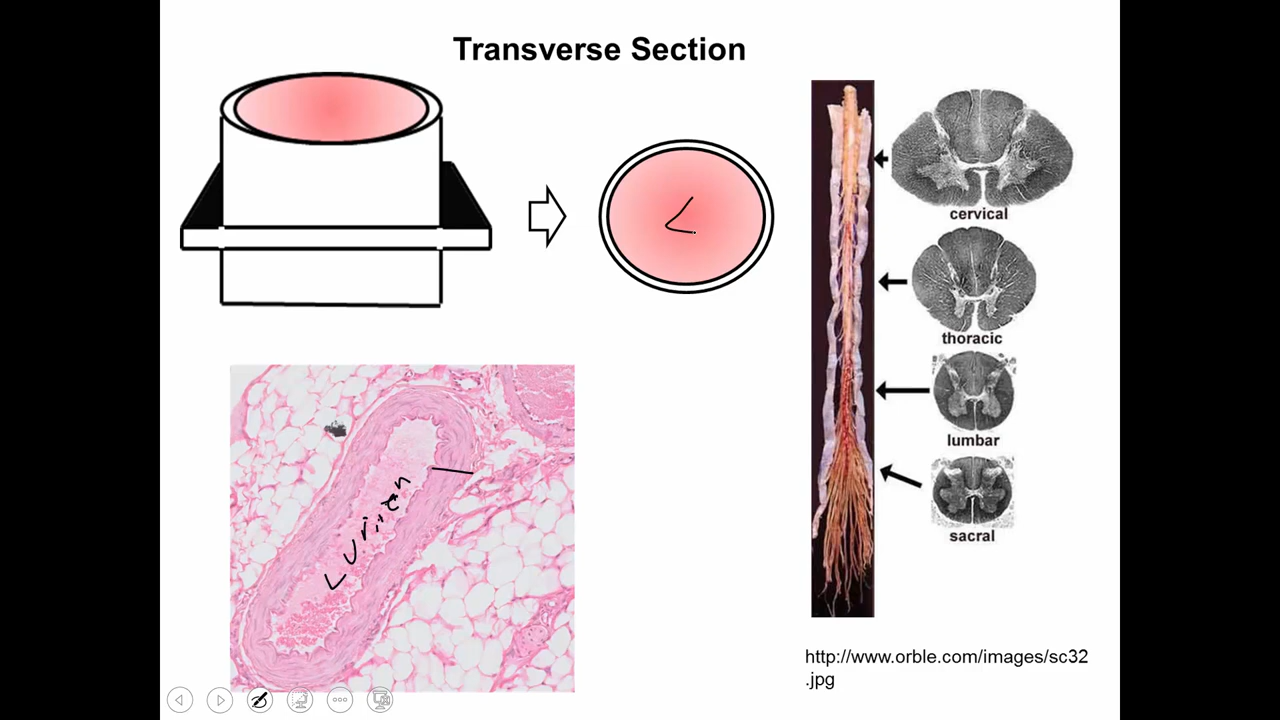 Transverse Section
L
cervical
thoracic
Lumen
lumbar
sacral
http://www.orble.com/images/sc32
.jpg